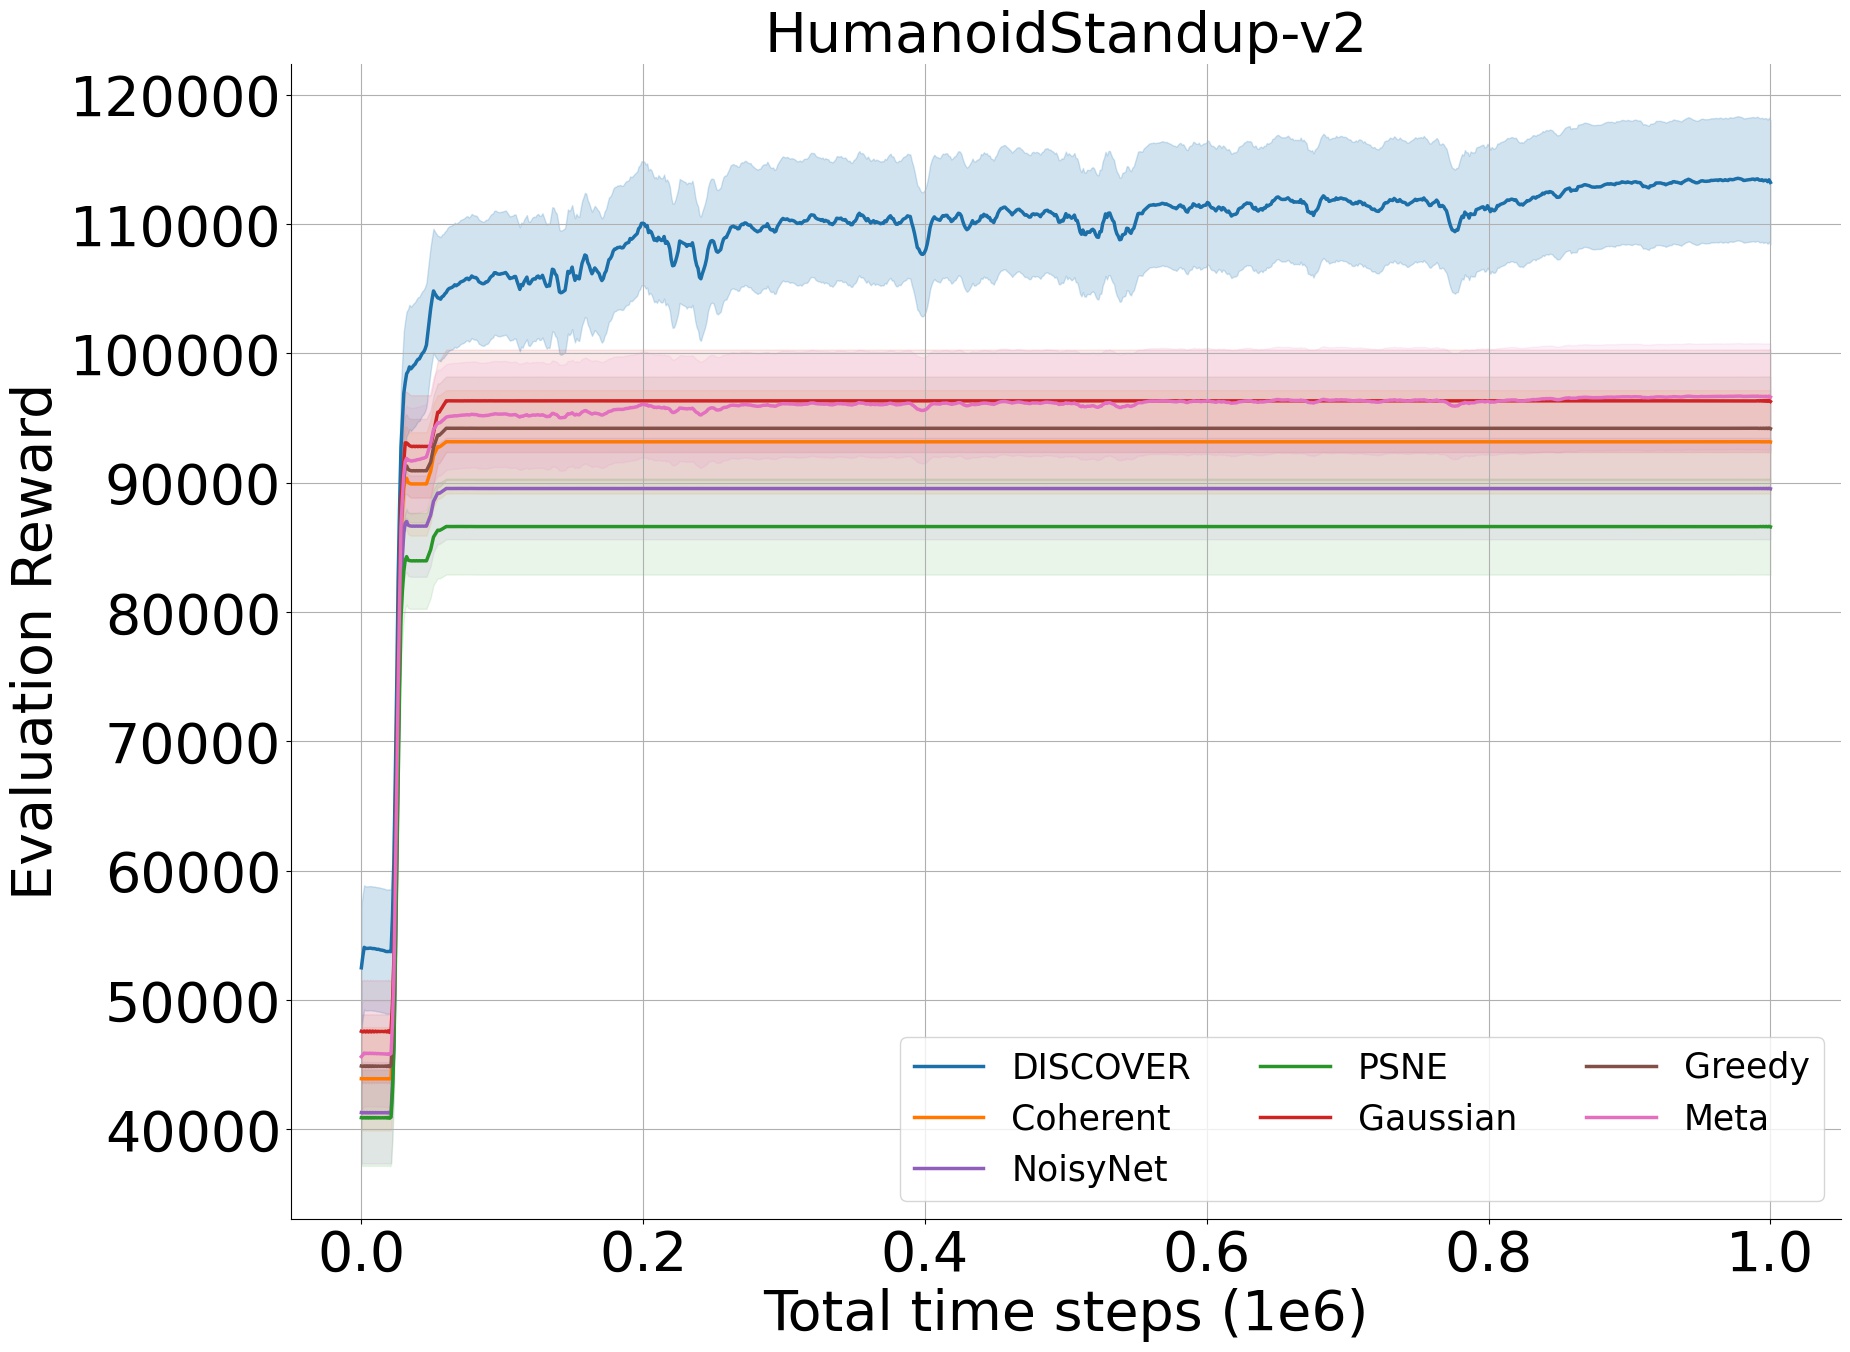 HumanoidStandup-v2
Evaluation Reward
120000
110000
100000
90000
80000
70000
60000
50000
40000
DISCOVER
Coherent
NoisyNet
PSNE
Gaussian
Greedy
Meta
0.0 0.2 0.4 0.6 0.8 1.0
Total time steps (1e6)